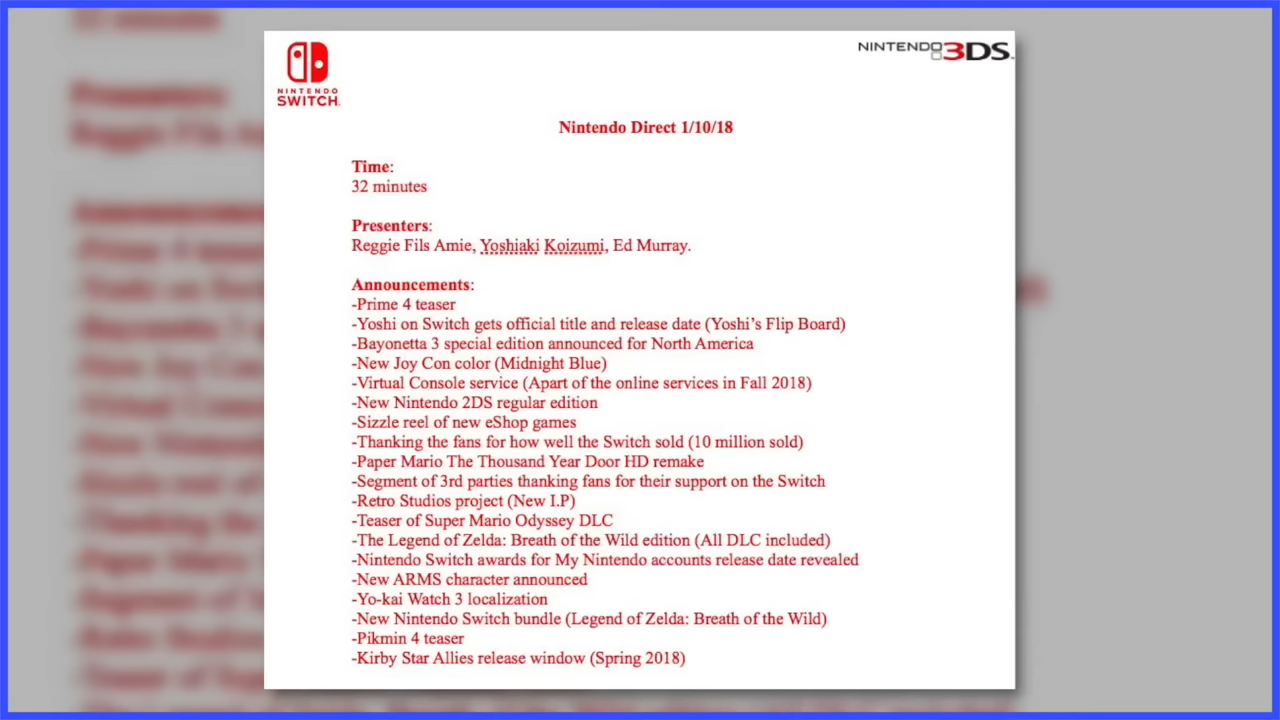 NINTENDO
SWITCH.
NINTENDO 3DS.
Nintendo Direct 1/10/18
Time:
32 minutes
Presenters:
Reggie Fils Amie, Yoshiaki Koizumi, Ed Murray.
Announcements:
-Prime 4 teaser
-Yoshi on Switch gets official title and release date (Yoshi's Flip Board)
-Bayonetta 3 special edition announced for North America
-New Joy Con color (Midnight Blue)
-Virtual Console service (Apart of the online services in Fall 2018)
-New Nintendo 2DS regular edition
-Sizzle reel of new eShop games
-Thanking the fans for how well the Switch sold (10 million sold)
-Paper Mario The Thousand Year Door HD remake
-Segment of 3rd parties thanking fans for their support on the Switch
-Retro Studios project (New I.P)
-Teaser of Super Mario Odyssey DLC
-The Legend of Zelda: Breath of the Wild edition (All DLC included)
-Nintendo Switch awards for My Nintendo accounts release date revealed
-New ARMS character announced
-Yo-kai Watch 3 localization
-New Nintendo Switch bundle (Legend of Zelda: Breath of the Wild)
-Pikmin 4 teaser
-Kirby Star Allies release window (Spring 2018)